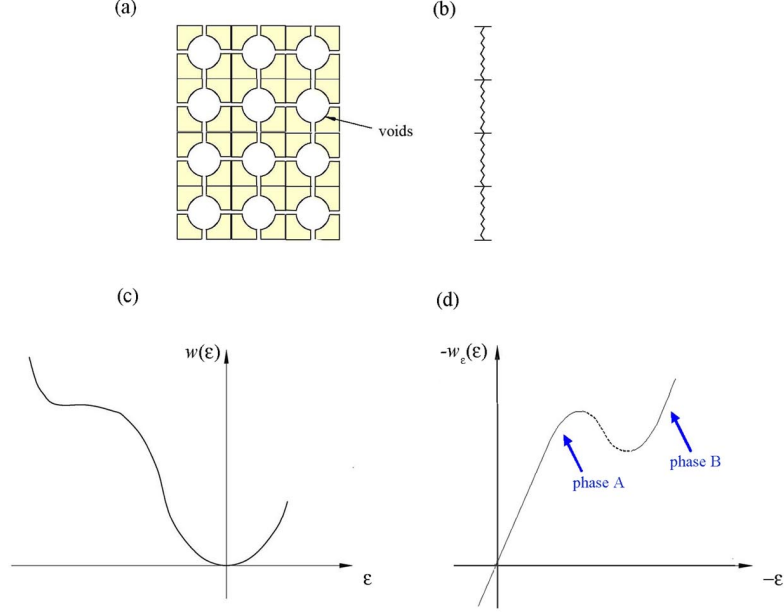 (a)
(b)
voids
(c)
(d)
w(ε)
-wε(ε)
phase A
phase B
ε
−ε